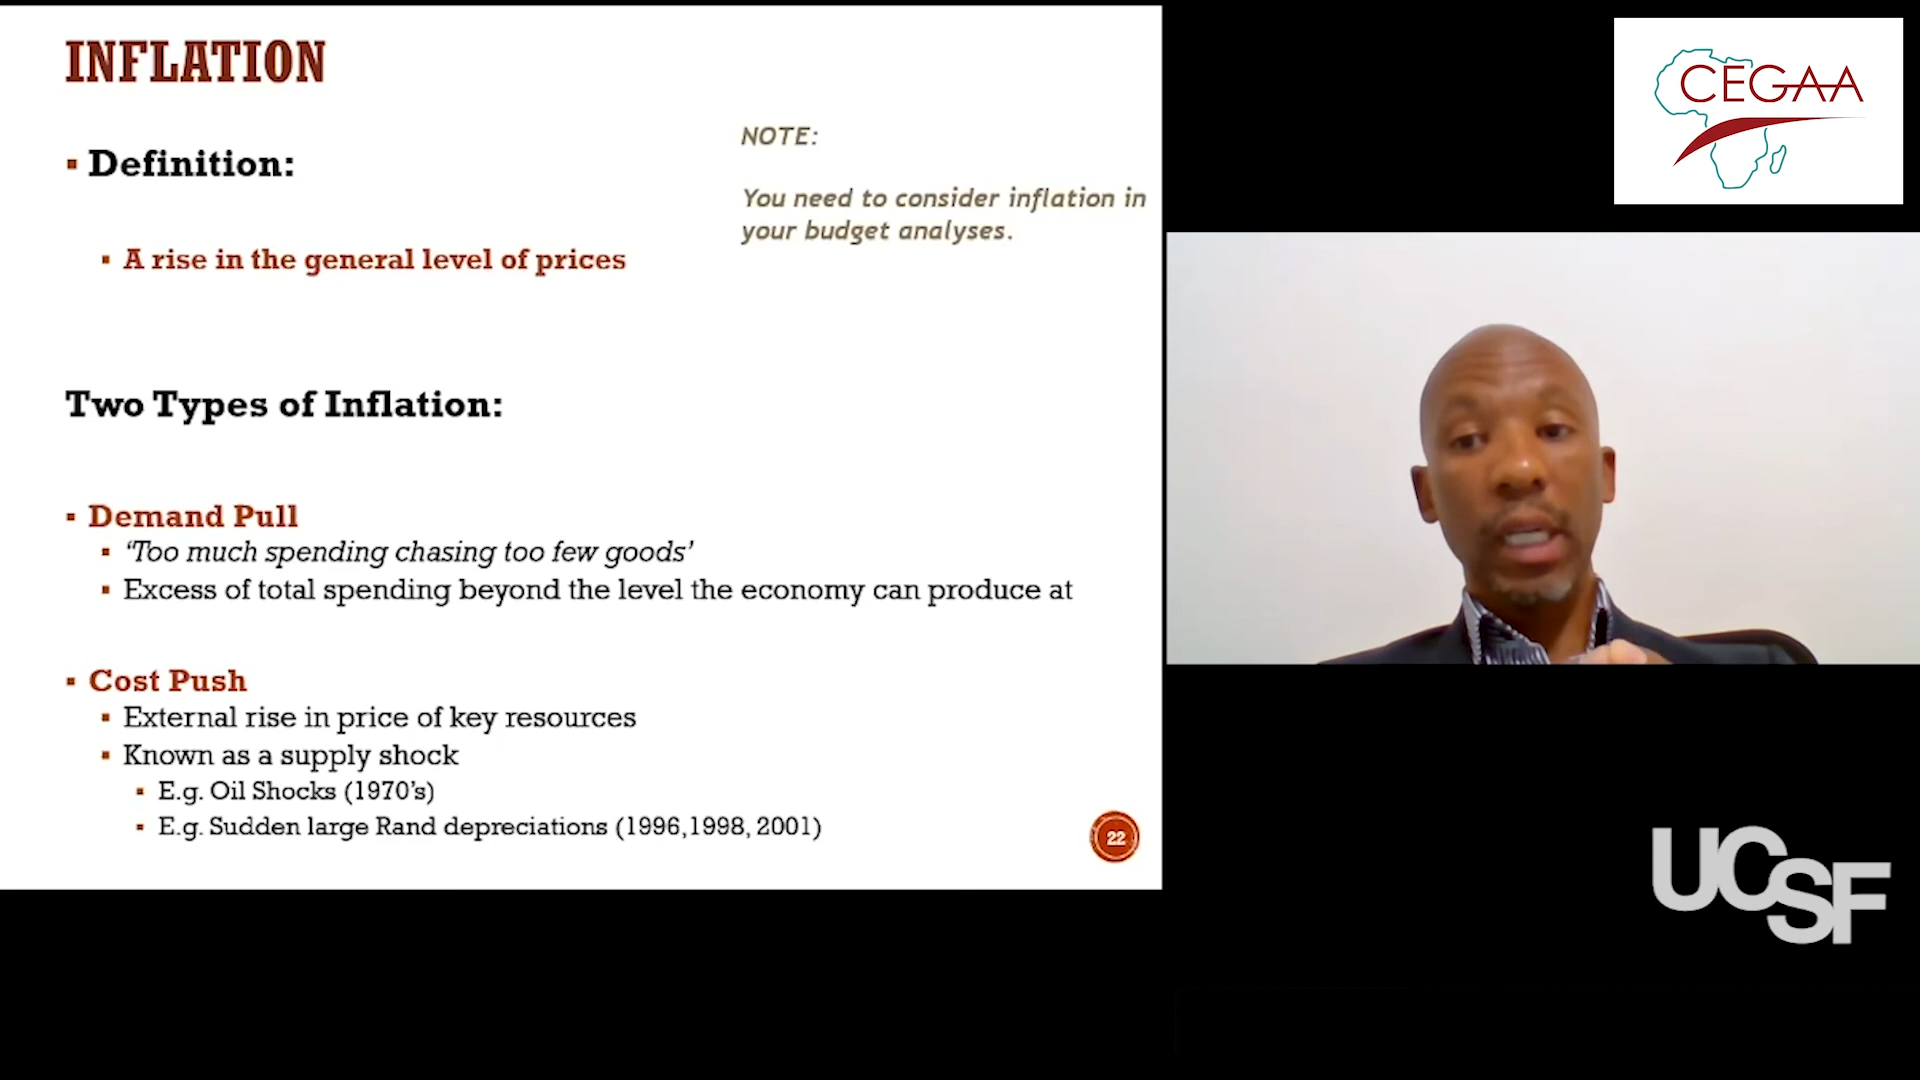 INFLATION
NOTE:
You need to consider inflation in
your budget analyses.
▪ Definition:
▪ A rise in the general level of prices
Two Types of Inflation:
▪ Demand Pull
▪ ‘Too much spending chasing too few goods’
▪ Excess of total spending beyond the level the economy can produce at
▪ Cost Push
▪ External rise in price of key resources
▪ Known as a supply shock
▪ E.g. Oil Shocks (1970’s)
▪ E.g. Sudden large Rand depreciations (1996,1998, 2001)
22
CEGAA
UCSF